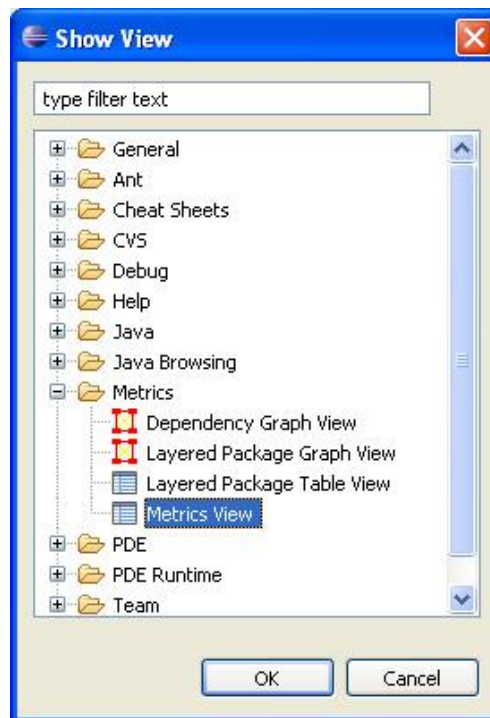 Show View
type filter text
General
Ant
Cheat Sheets
CVS
Debug
Help
Java
Java Browsing
Metrics
Dependency Graph View
Layered Package Graph View
Layered Package Table View
Metrics View
PDE
PDE Runtime
Team
OK Cancel